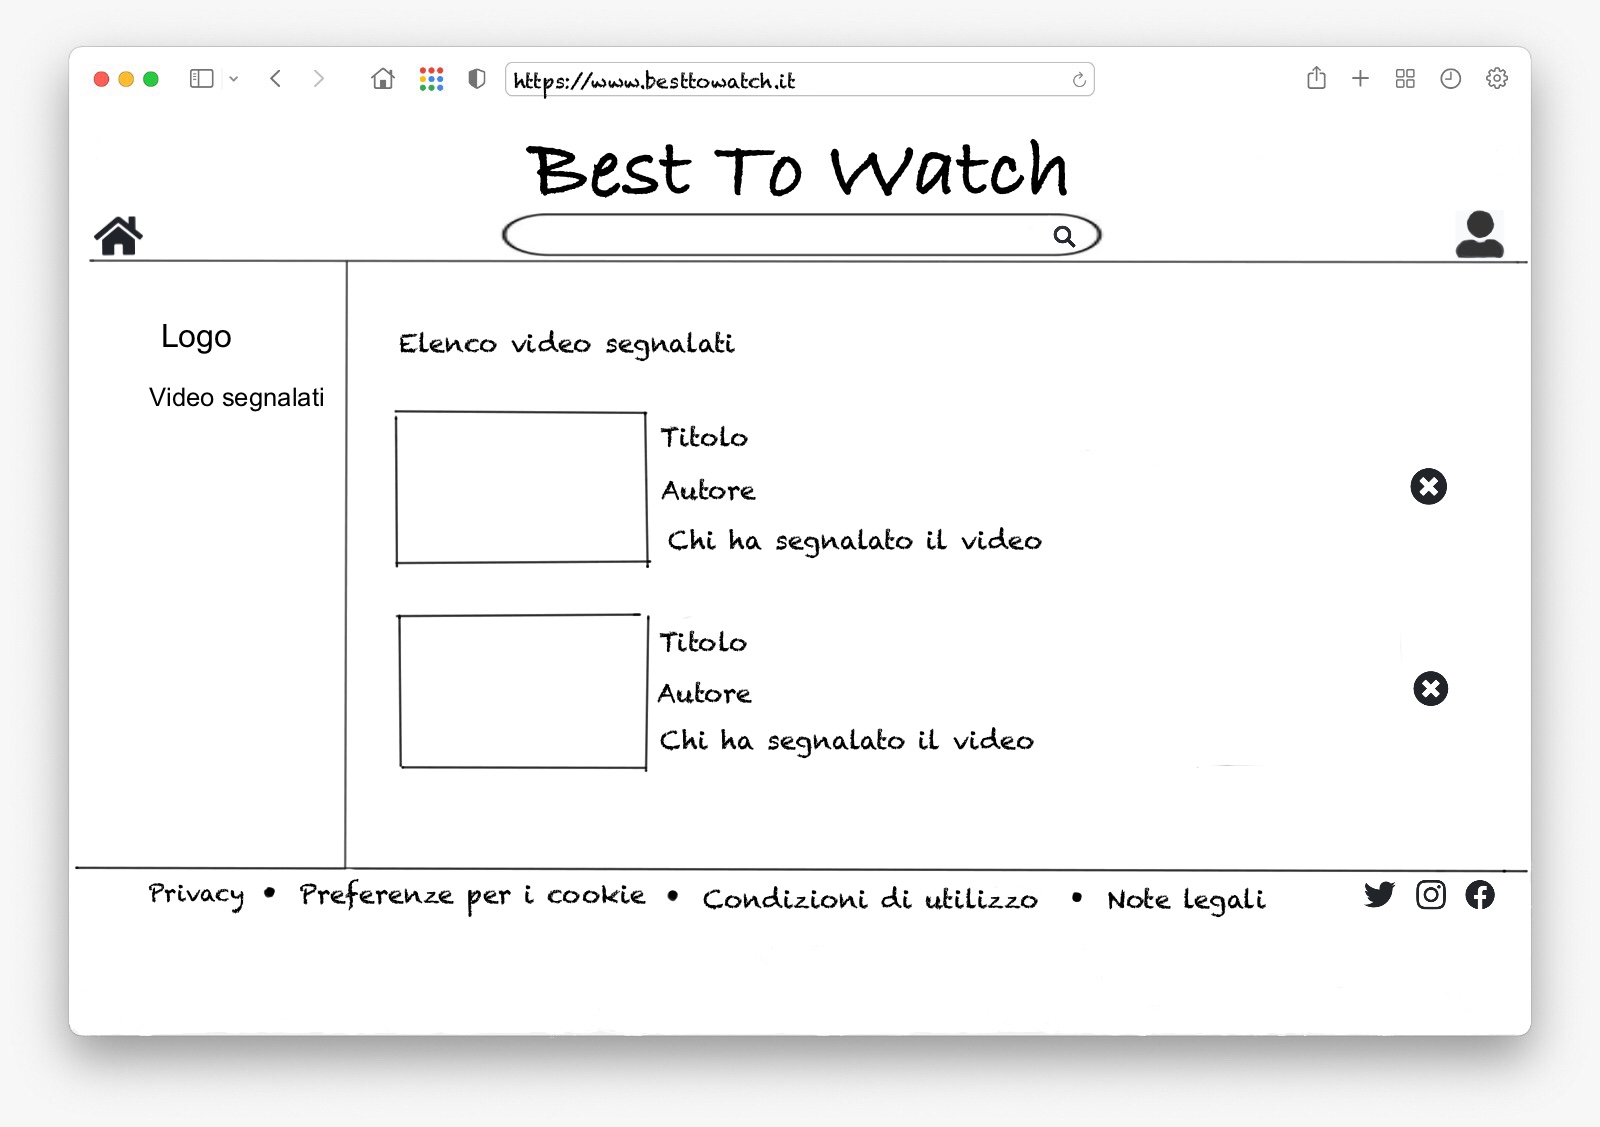 https://www.besttowatch.it
Best To Watch
Logo
Video segnalati
Elenco video segnalati
Titolo
Autore
Chi ha segnalato il video
Titolo
Autore
Chi ha segnalato il video
Privacy • Preferenze per i cookie • Condizioni di utilizzo • Note legali